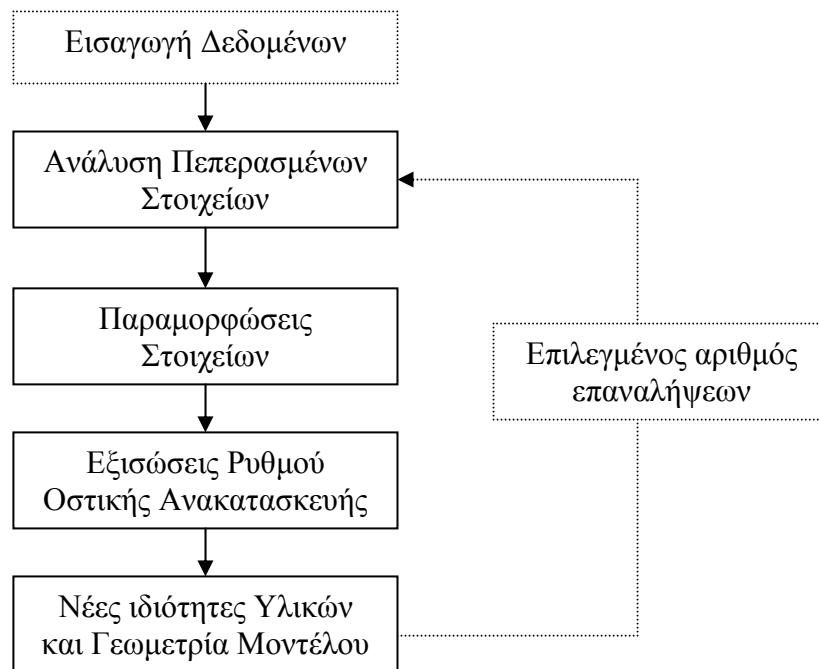 Εισαγωγή Δεδομένων
Ανάλυση Πεπερασμένων
Στοιχείων
Παραμορφώσεις
Στοιχείων
Επιλεγμένος αριθμός
επαναλήψεων
Εξισώσεις Ρυθμού
Οστικής Ανακατασκευής
Νέες ιδιότητες Υλικών
και Γεωμετρία Μοντέλου